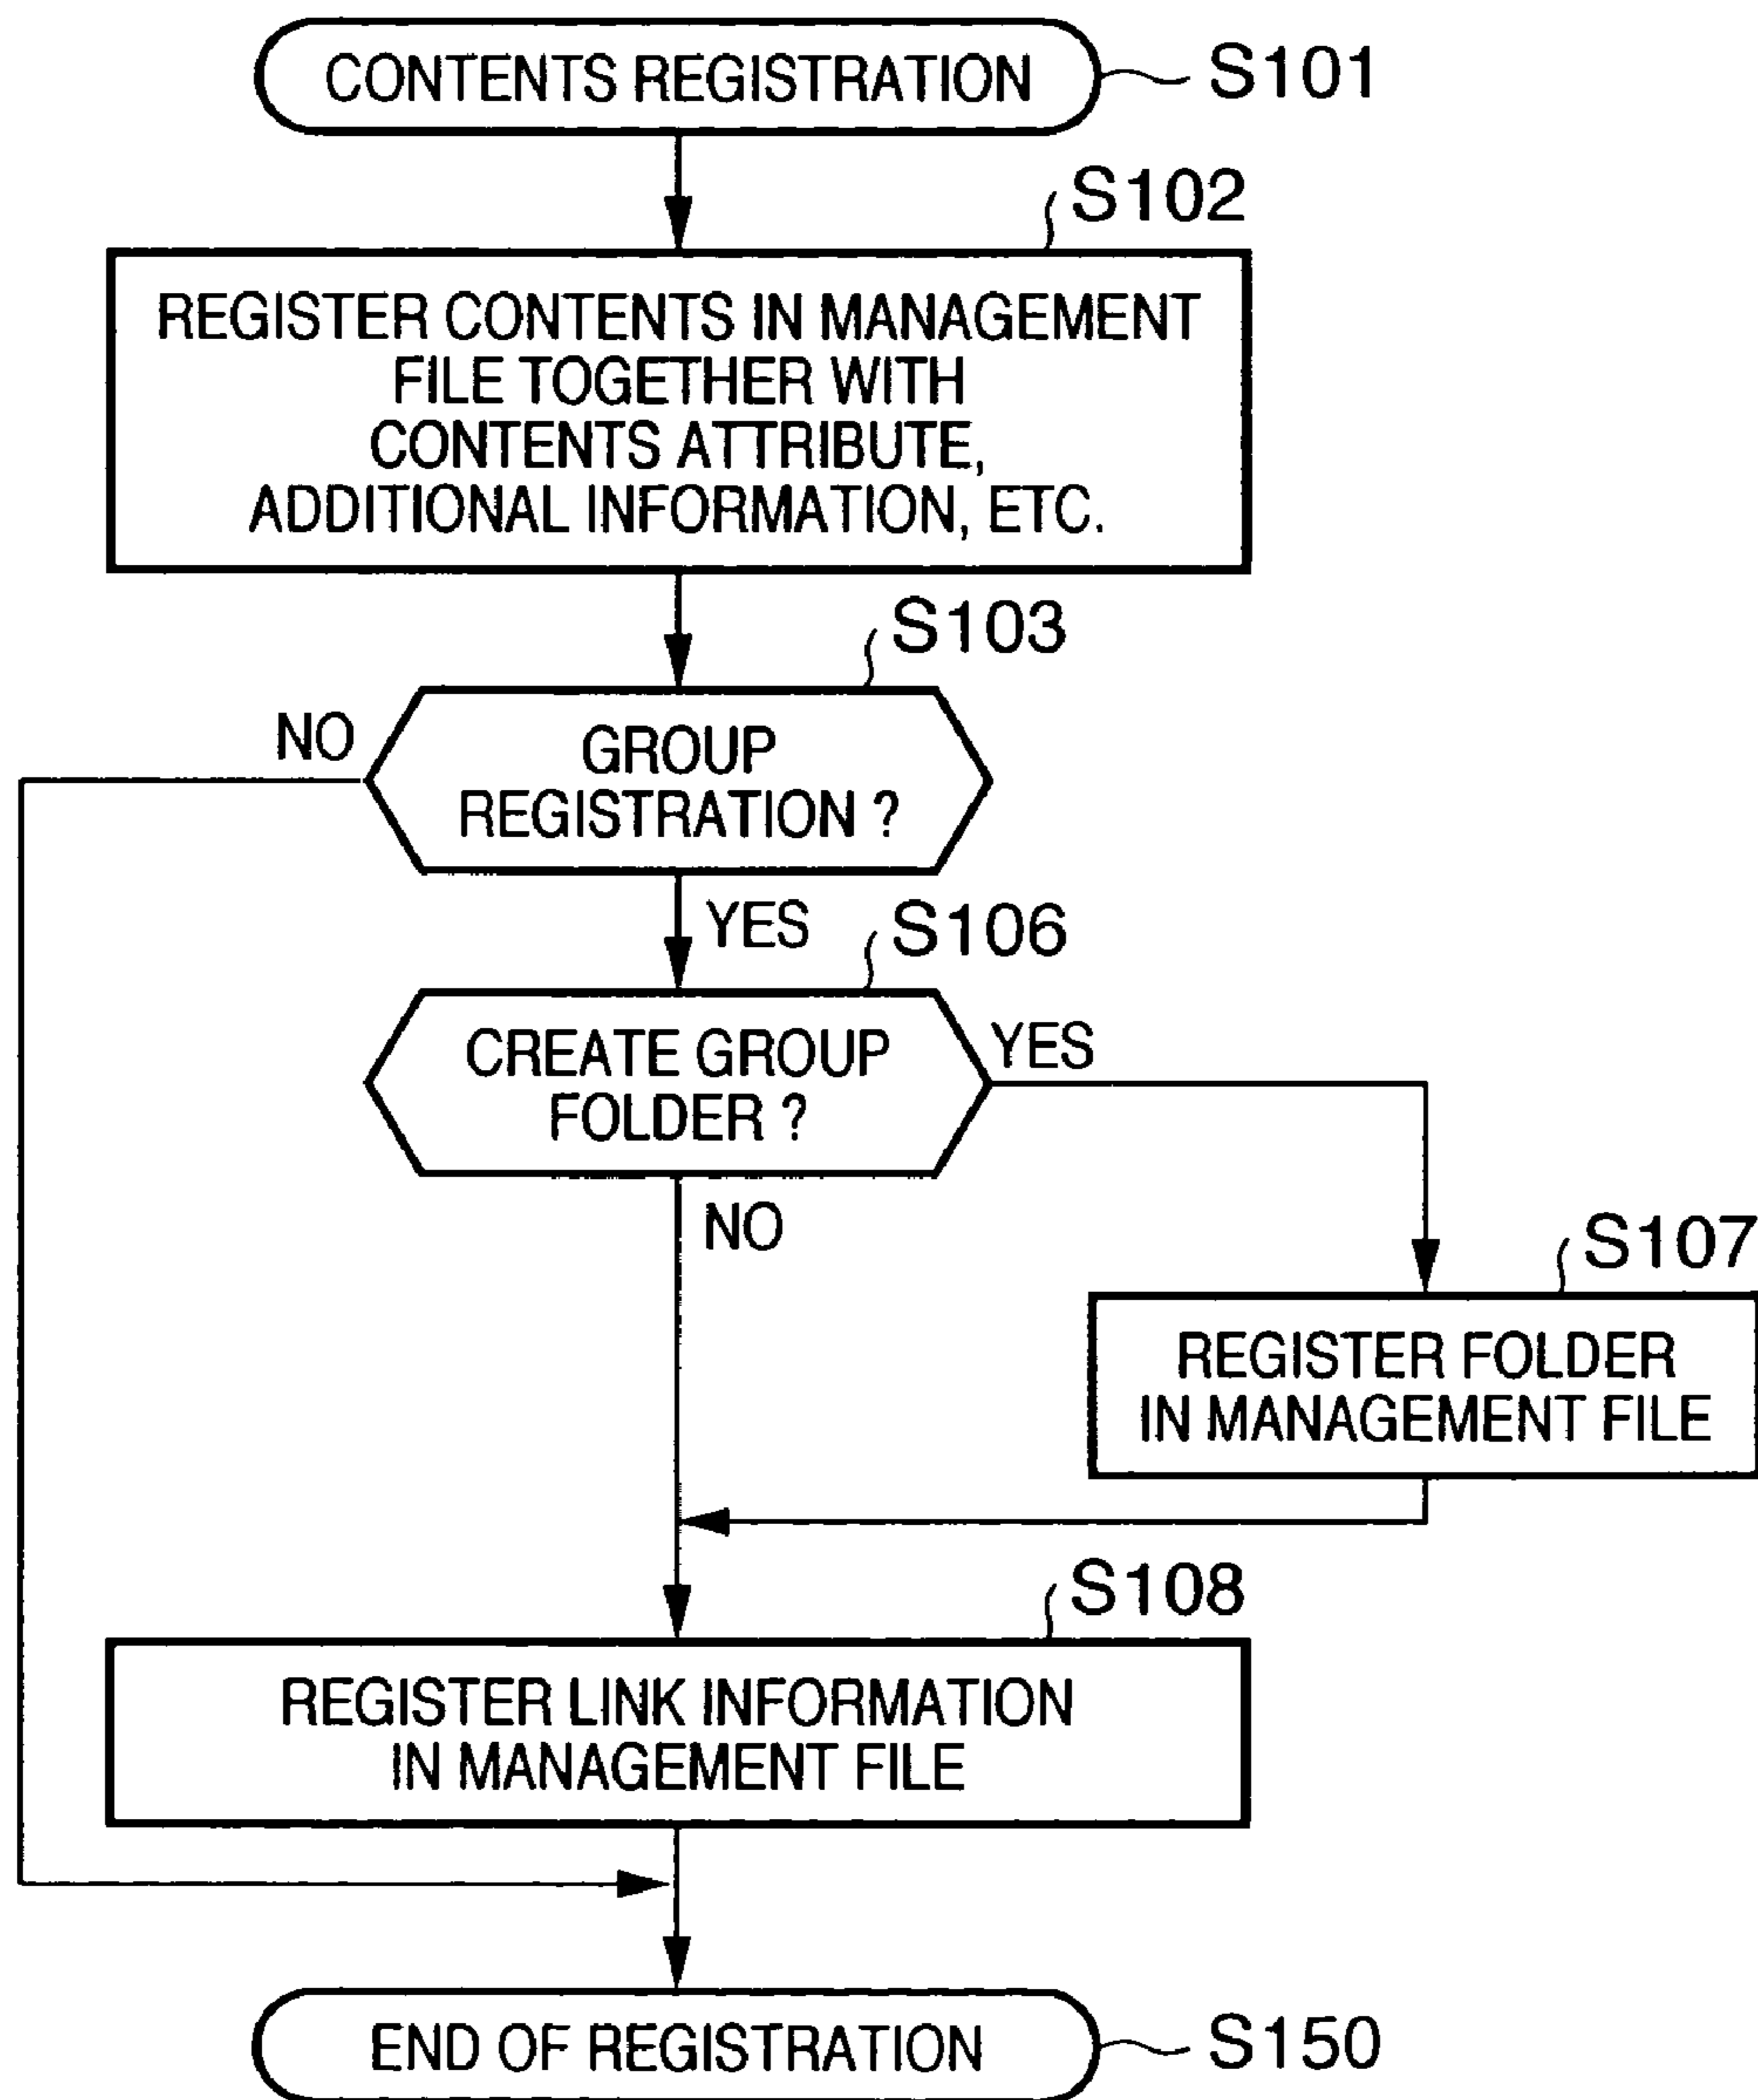 CONTENTS REGISTRATION
S101
S102
REGISTER CONTENTS IN MANAGEMENT
FILE TOGETHER WITH
CONTENTS ATTRIBUTE,
ADDITIONAL INFORMATION, ETC.
S103
NO
GROUP
REGISTRATION ?
YES
S106
CREATE GROUP
FOLDER ?
YES
NO
S107
REGISTER FOLDER
IN MANAGEMENT FILE
S108
REGISTER LINK INFORMATION
IN MANAGEMENT FILE
END OF REGISTRATION
S150